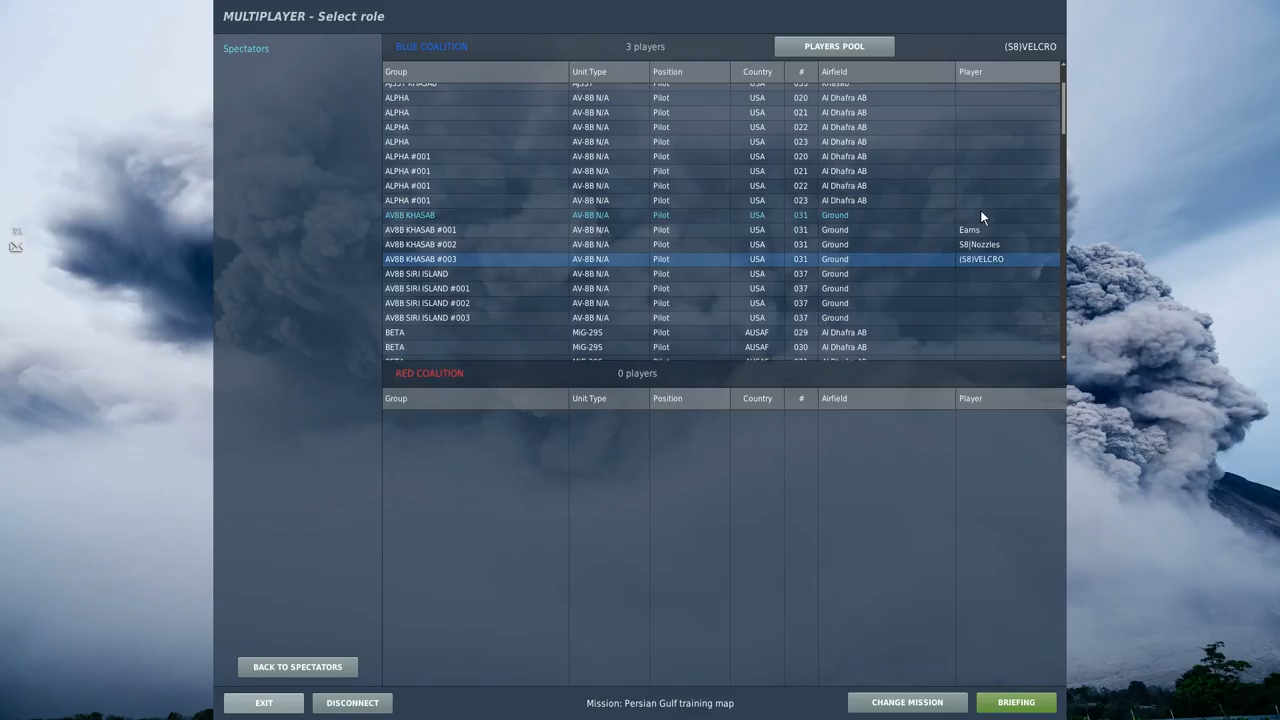 MULTIPLAYER - Select role
Spectators
BLUE COALITION 3 players PLAYERS POOL (S8)VELCRO
Group Unit Type Position Country # Airfield Player
AJS37 KHASAB AJS37 Pilot USA 033 Khasab
ALPHA AV-8B N/A Pilot USA 020 Al Dhafra AB
ALPHA AV-8B N/A Pilot USA 021 Al Dhafra AB
ALPHA AV-8B N/A Pilot USA 022 Al Dhafra AB
ALPHA AV-8B N/A Pilot USA 023 Al Dhafra AB
ALPHA #001 AV-8B N/A Pilot USA 020 Al Dhafra AB
ALPHA #001 AV-8B N/A Pilot USA 021 Al Dhafra AB
ALPHA #001 AV-8B N/A Pilot USA 022 Al Dhafra AB
ALPHA #001 AV-8B N/A Pilot USA 023 Al Dhafra AB
AV8B KHASAB AV-8B N/A Pilot USA 031 Ground
AV8B KHASAB #001 AV-8B N/A Pilot USA 031 Ground Eams
AV8B KHASAB #002 AV-8B N/A Pilot USA 031 Ground S8|Nozzles
AV8B KHASAB #003 AV-8B N/A Pilot USA 031 Ground (S8)VELCRO
AV8B SIRI ISLAND AV-8B N/A Pilot USA 037 Ground
AV8B SIRI ISLAND #001 AV-8B N/A Pilot USA 037 Ground
AV8B SIRI ISLAND #002 AV-8B N/A Pilot USA 037 Ground
AV8B SIRI ISLAND #003 AV-8B N/A Pilot USA 037 Ground
BETA MiG-29S Pilot AUSAF 029 Al Dhafra AB
BETA MiG-29S Pilot AUSAF 030 Al Dhafra AB
RED COALITION 0 players
Group Unit Type Position Country # Airfield Player
21
BACK TO SPECTATORS
EXIT DISCONNECT Mission: Persian Gulf training map CHANGE MISSION BRIEFING